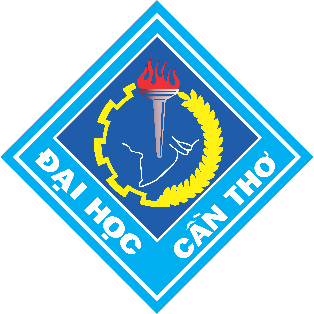 ĐẠI HỌC
CẦN THƠ